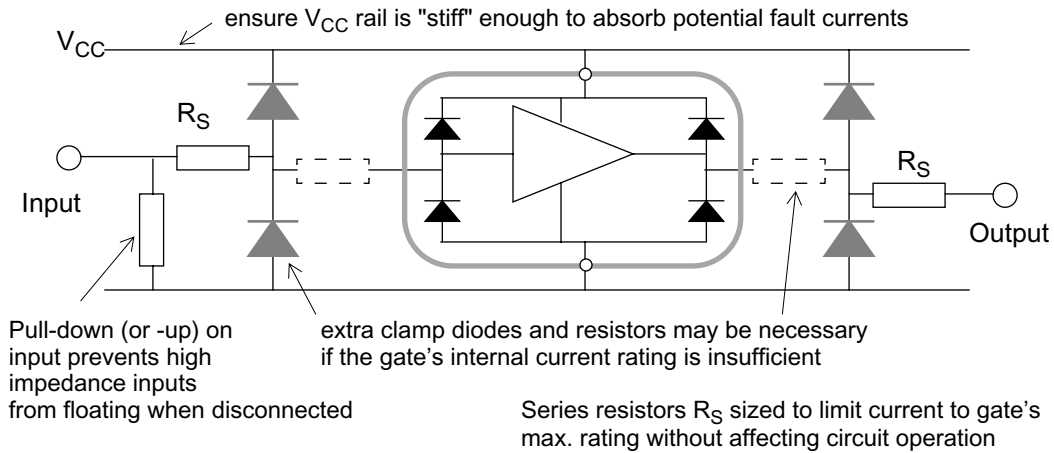 ensure VCC rail is "stiff" enough to absorb potential fault currents
VCC
RS
Input
RS
Output
Pull-down (or -up) on
input prevents high
impedance inputs
from floating when disconnected
extra clamp diodes and resistors may be necessary
if the gate's internal current rating is insufficient
Series resistors RS sized to limit current to gate's
max. rating without affecting circuit operation